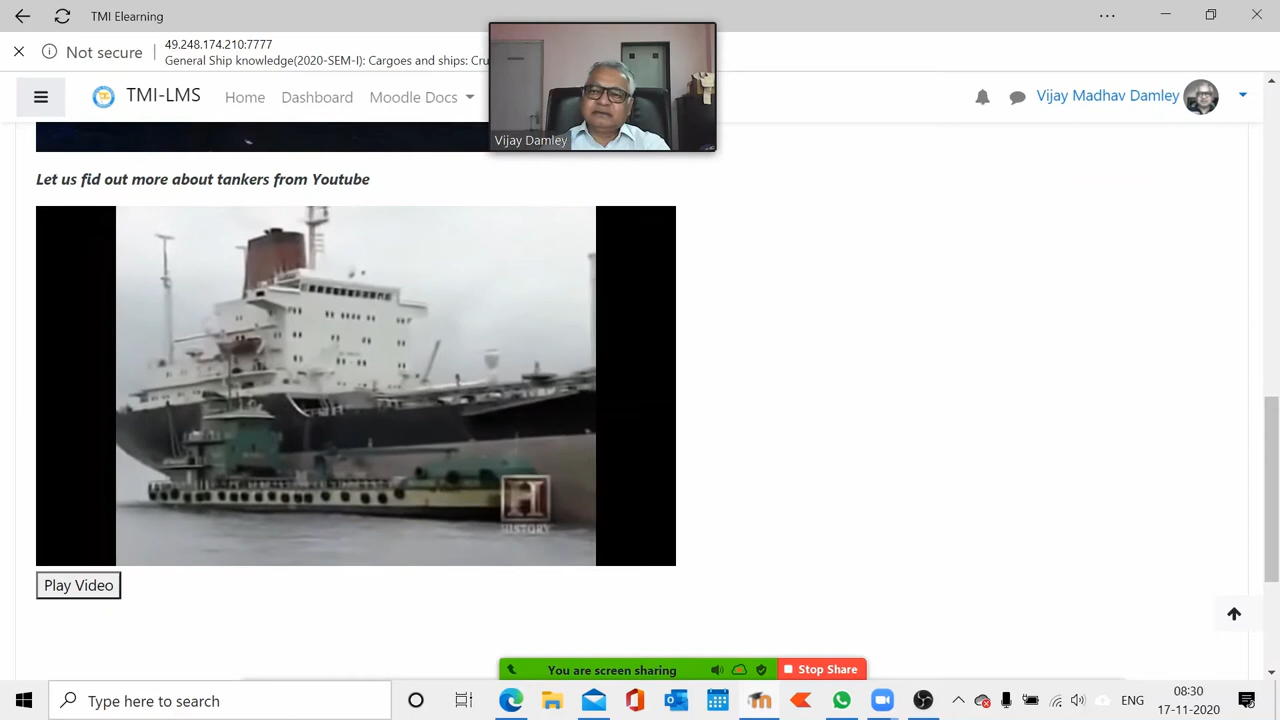 TMI Elearning
Not secure
49.248.174.210:7777
General Ship knowledge(2020-SEM-I): Cargoes and ships: Cru
TMI-LMS
Home
Dashboard
Moodle Docs
Vijay Madhav Damley
Vijay Damley
Let us fid out more about tankers from Youtube
H
HISTORY
Play Video
You are screen sharing
Stop Share
Type here to search
ENG
08:30
17-11-2020